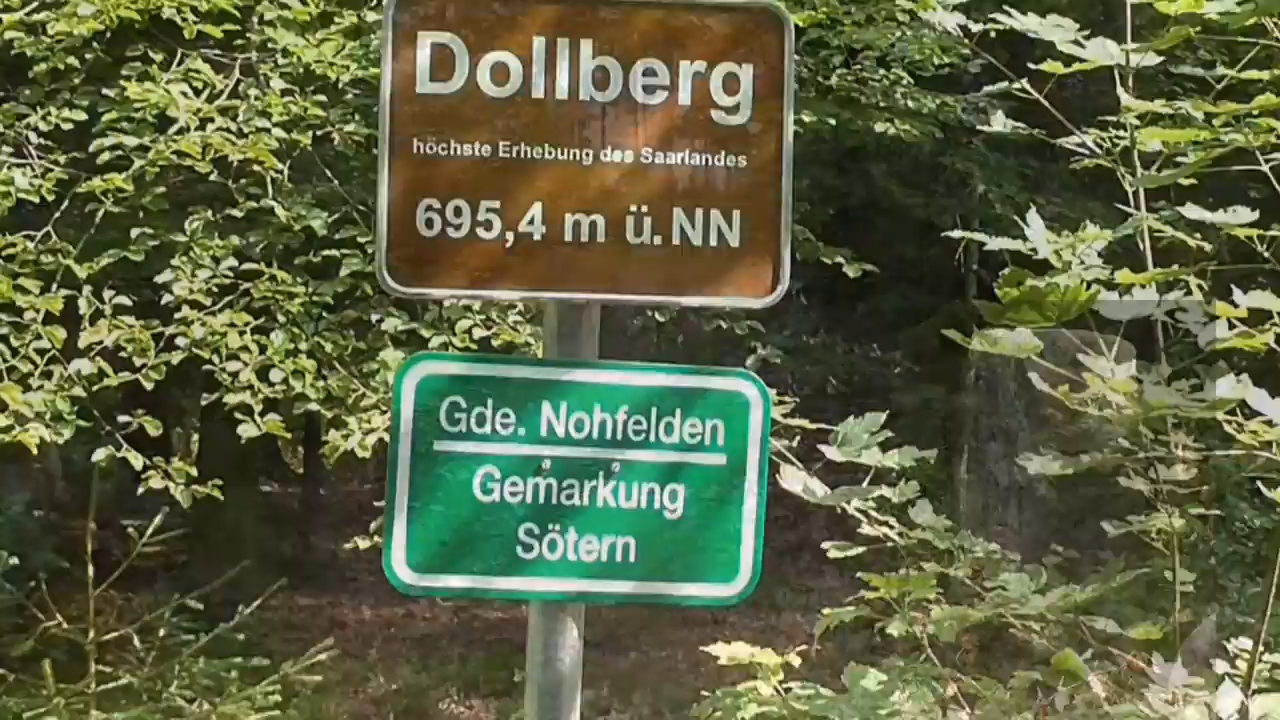 Dollberg
höchste Erhebung des Saarlandes
695,4 m ü.NN
Gde. Nohfelden
Gemarkung
Sötern